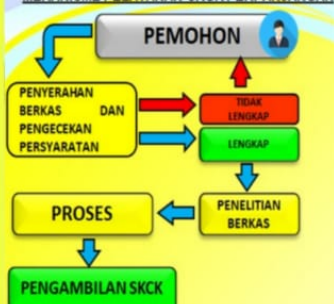 PEMOHON
PENYERAHAN
BERKAS DAN
PENGECEKAN
PERSYARATAN
TIDAK
LENGKAP
LENGKAP
PENELITIAN
BERKAS
PROSES
PENGAMBILAN SKCK